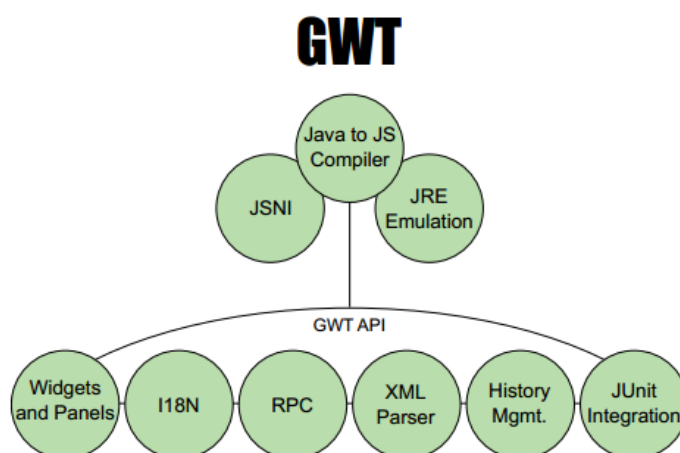 GWT
Java to JS
Compiler
JSNI
JRE
Emulation
GWT API
Widgets
and Panels
I18N
RPC
XML
Parser
History
Mgmt.
JUnit
Integration